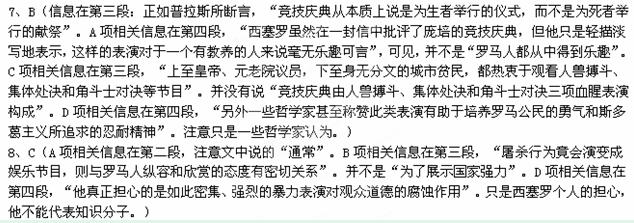 7、B（信息在第三段：正如普拉斯所断言，“竞技庆典从本质上说是为生者举行的仪式，而不是为死者举
行的献祭”。A项相关信息在第四段，“西塞罗虽然在一封信中批评了庞培的竞技庆典，但他只是轻描淡
写地表示，这样的表演对于一个有教养的人来说毫无乐趣可言”，可见，并不是“罗马人都从中得到乐趣”。
C项相关信息在第三段，“上至皇帝、元老院议员，下至身无分文的城市贫民，都热衷于观看人兽搏斗、
集体处决和角斗士对决等节目”。并没有说“竞技庆典由人兽搏斗、集体处决和角斗士对决三项血腥表演
构成”。D项相关信息在第四段，“另外一些哲学家甚至称赞此类表演有助于培养罗马公民的勇气和斯多
葛主义所追求的忍耐精神”。注意只是一些哲学家认为。）
8、C（A项相关信息在第二段，注意文中说的“通常”。B项相关信息在第三段，“屠杀行为竟会演变成
娱乐节目，则与罗马人纵容和欣赏的态度有密切关系”。并不是“为了展示国家强力”。D项相关信息在
第四段，“他真正担心的是如此密集、强烈的暴力表演对观众道德的腐蚀作用”。只是西塞罗个人的担心，
他不能代表知识分子。）